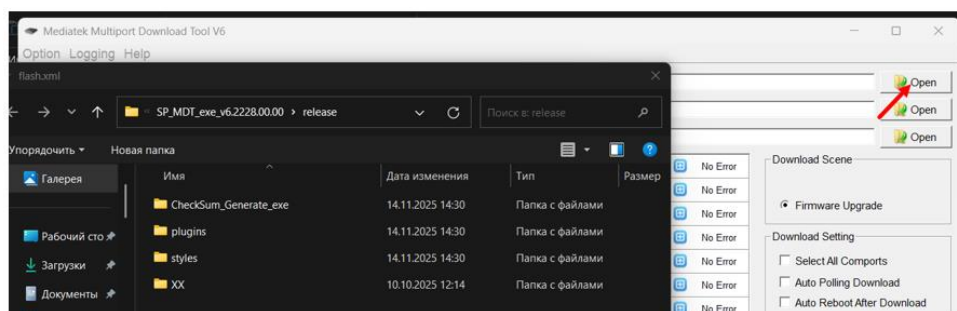 Mediatek Multiport Download Tool V6
Option Logging Help
flash.xml
Open
SP_MDT_exe_v6.2228.00.00 › release
Поиск в: release
Open
Open
Упорядочить
Новая папка
Галерея
Имя
Дата изменения
Тип
Размер
No Error
Download Scene
CheckSum_Generate_exe
14.11.2025 14:30
Папка с файлами
No Error
Firmware Upgrade
plugins
14.11.2025 14:30
Папка с файлами
No Error
Рабочий сто
styles
14.11.2025 14:30
Папка с файлами
No Error
Download Setting
Загрузки
No Error
Select All Comports
Документы
XX
10.10.2025 12:14
Папка с файлами
No Error
Auto Polling Download
No Error
Auto Reboot After Download